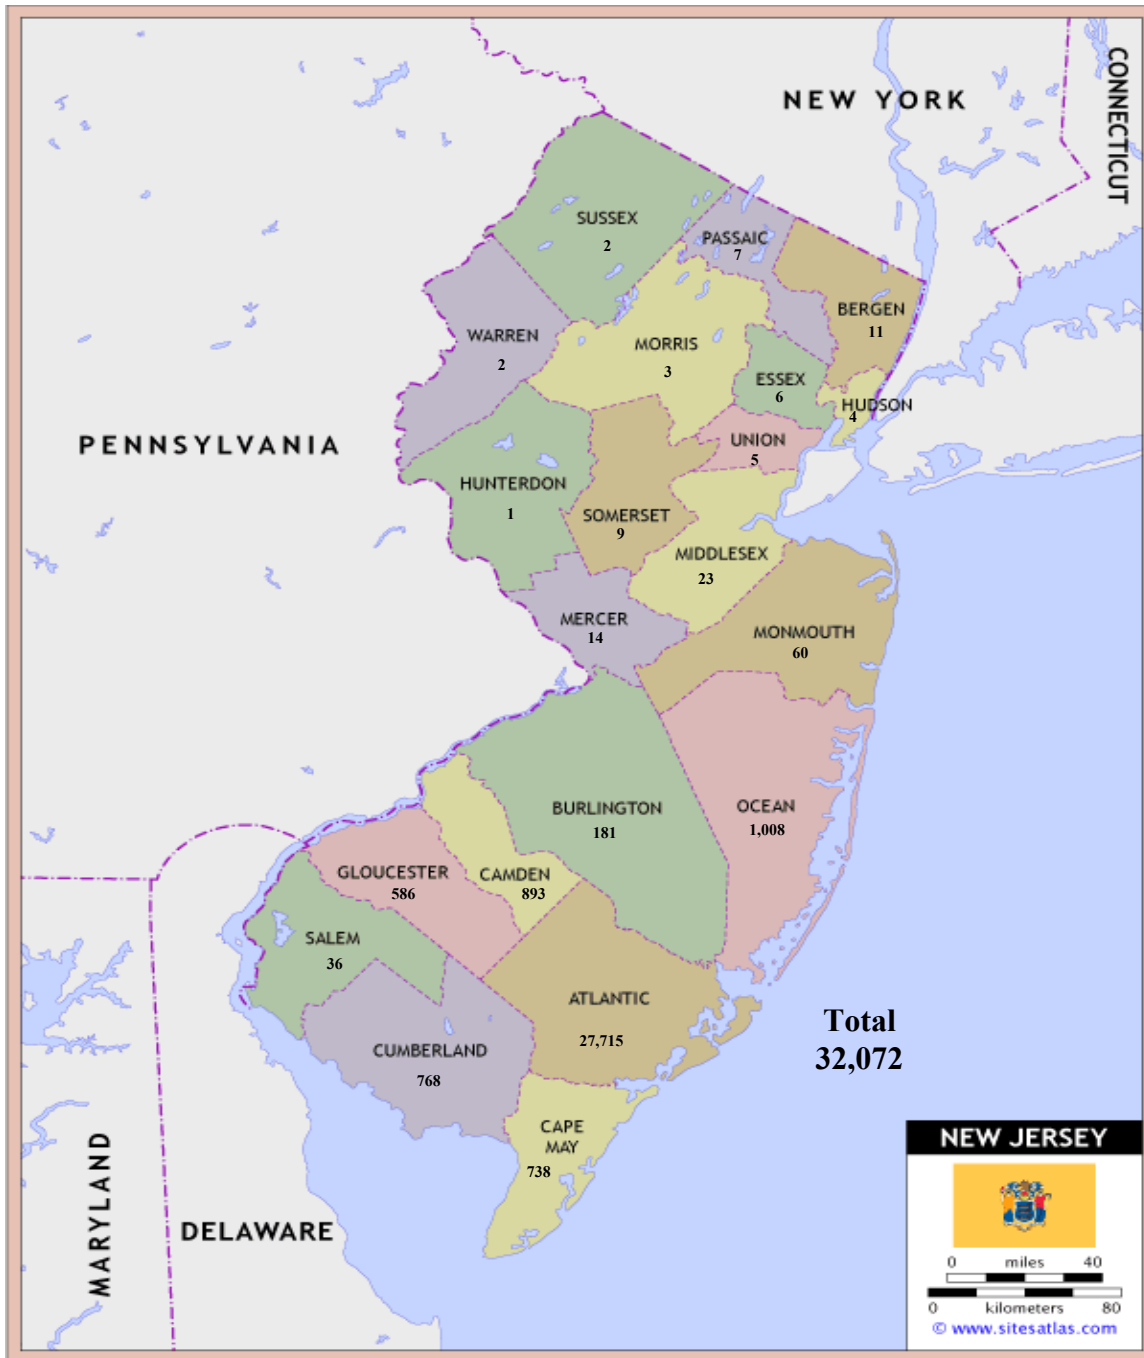 NEW YORK
CONNECTICUT
SUSSEX
2
PASSAIC
7
BERGEN
11
WARREN
2
MORRIS
3
ESSEX
6
HUDSON
4
PENNSYLVANIA
UNION
5
HUNTERDON
1
SOMERSET
9
MIDDLESEX
23
MERCER
14
MONMOUTH
60
BURLINGTON
181
OCEAN
1,008
GLOUCESTER
586
CAMDEN
893
SALEM
36
ATLANTIC
27,715
CUMBERLAND
768
Total
32,072
CAPE
MAY
738
MARYLAND
DELAWARE
NEW JERSEY
0 miles 40
0 kilometers 80
© www.sitesatlas.com